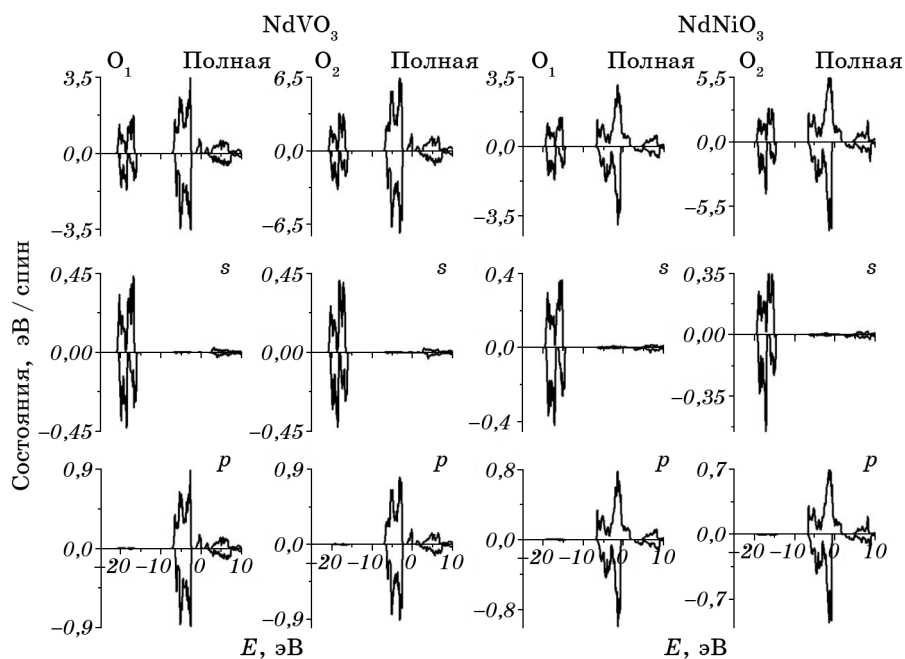 NdVO₃ NdNiO₃
O₁ Полная O₂ Полная O₁ Полная O₂ Полная
3,5 6,5 3,5 5,5
0,0 0,0 0,0 0,0
−3,5 −6,5 −3,5 −5,5
s s s s
0,45 0,45 0,4 0,35
0,00 0,00 0,0 0,00
−0,45 −0,45 −0,4 −0,35
p p p p
0,9 0,9 0,8 0,7
0,0 0,0 0,0 0,0
−20 −10 0 10 −20 −10 0 10 −20 −10 0 10 −20 −10 0 10
−0,9 −0,9 −0,8 −0,7
Состояния, эВ / спин
E, эВ E, эВ